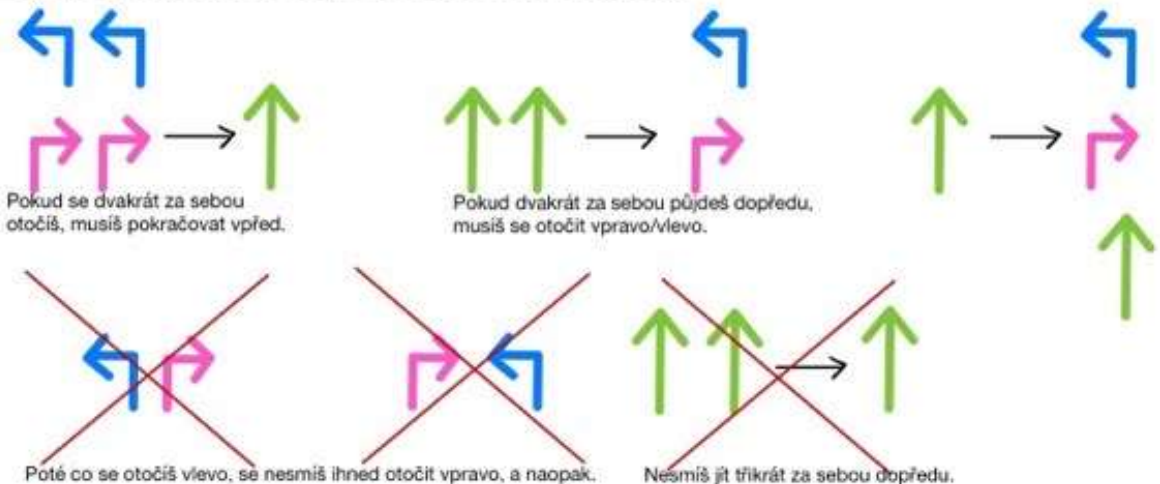 Pokud se dvakrát za sebou
otočíš, musíš pokračovat vpřed.
Pokud dvakrát za sebou půjdeš dopředu,
musíš se otočit vpravo/vlevo.
Poté co se otočíš vlevo, se nesmíš ihned otočit vpravo, a naopak.
Nesmíš jít třikrát za sebou dopředu.